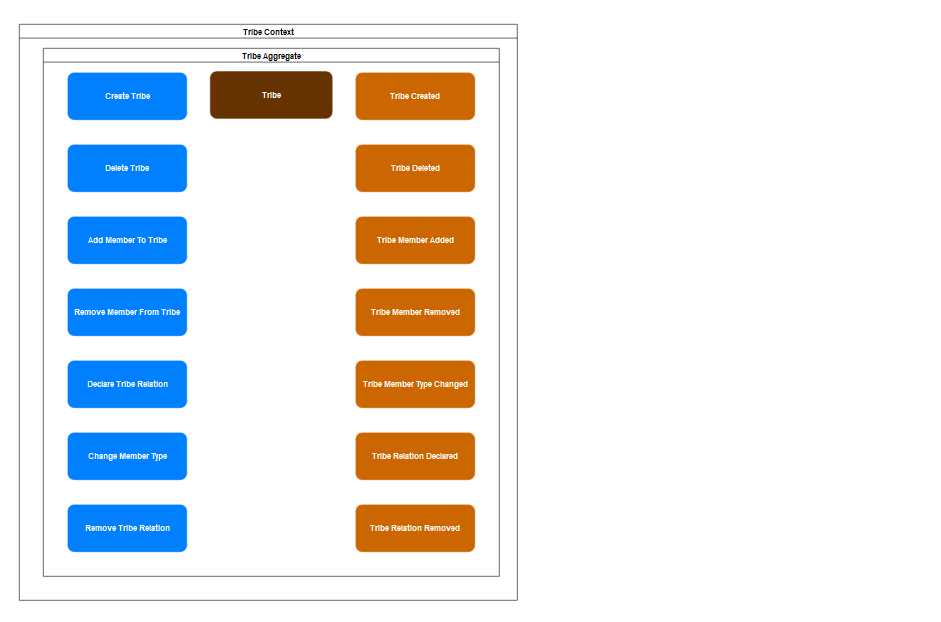 Tribe Context
Tribe Aggregate
Create Tribe
Tribe
Tribe Created
Delete Tribe
Tribe Deleted
Add Member To Tribe
Tribe Member Added
Remove Member From Tribe
Tribe Member Removed
Declare Tribe Relation
Tribe Member Type Changed
Change Member Type
Tribe Relation Declared
Remove Tribe Relation
Tribe Relation Removed